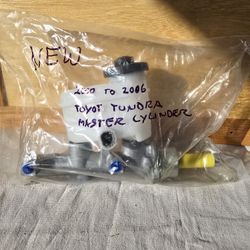 NEW
2000 TO 2006
TOYOT TUNDRA
MASTER CYLINDER